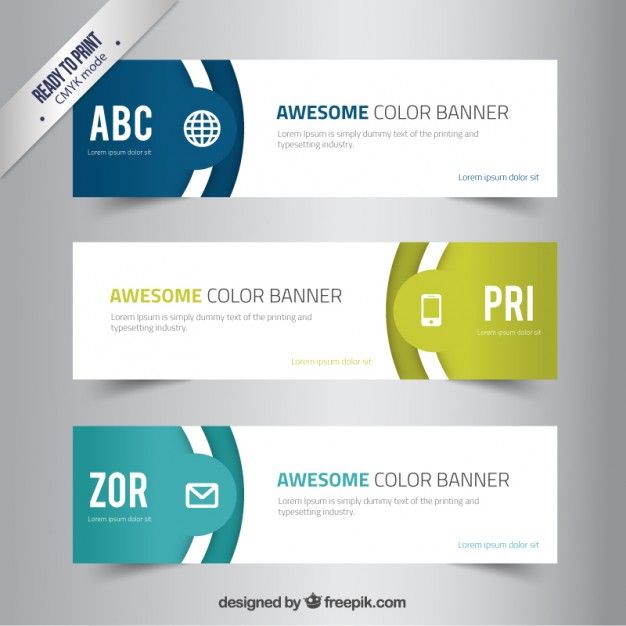 READY TO PRINT
CMYK mode
ABC
Lorem ipsum dolor sit
AWESOME COLOR BANNER
Lorem Ipsum is simply dummy text of the printing and
typesetting industry.
Lorem ipsum dolor sit
AWESOME COLOR BANNER
Lorem Ipsum is simply dummy text of the printing and
typesetting industry.
Lorem ipsum dolor sit
PRI
Lorem ipsum dolor sit
ZOR
Lorem ipsum dolor sit
AWESOME COLOR BANNER
Lorem Ipsum is simply dummy text of the printing and
typesetting industry.
Lorem ipsum dolor sit
designed by freepik.com